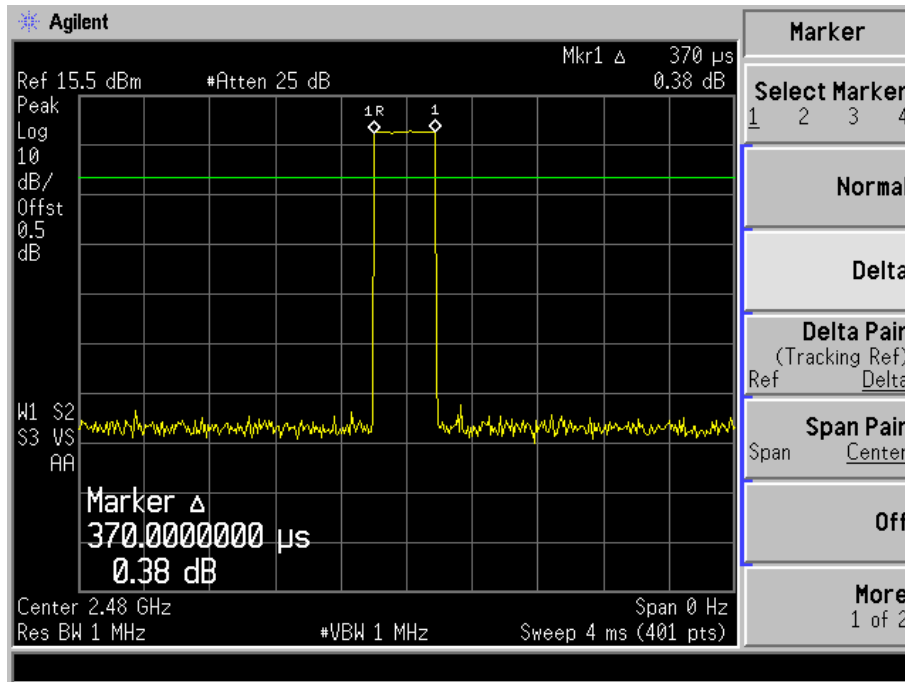 Agilent
Mkr1 Δ 370 µs
Ref 15.5 dBm #Atten 25 dB 0.38 dB
Peak
Log
10
dB/
Offst
0.5
dB
1R 1
W1 S2
S3 VS
AA
Marker Δ
370.0000000 µs
0.38 dB
Center 2.48 GHz Span 0 Hz
Res BW 1 MHz #VBW 1 MHz Sweep 4 ms (401 pts)
Marker
Select Marker
1 2 3 4
Normal
Delta
Delta Pair
(Tracking Ref)
Ref Delta
Span Pair
Span Center
Off
More
1 of 2